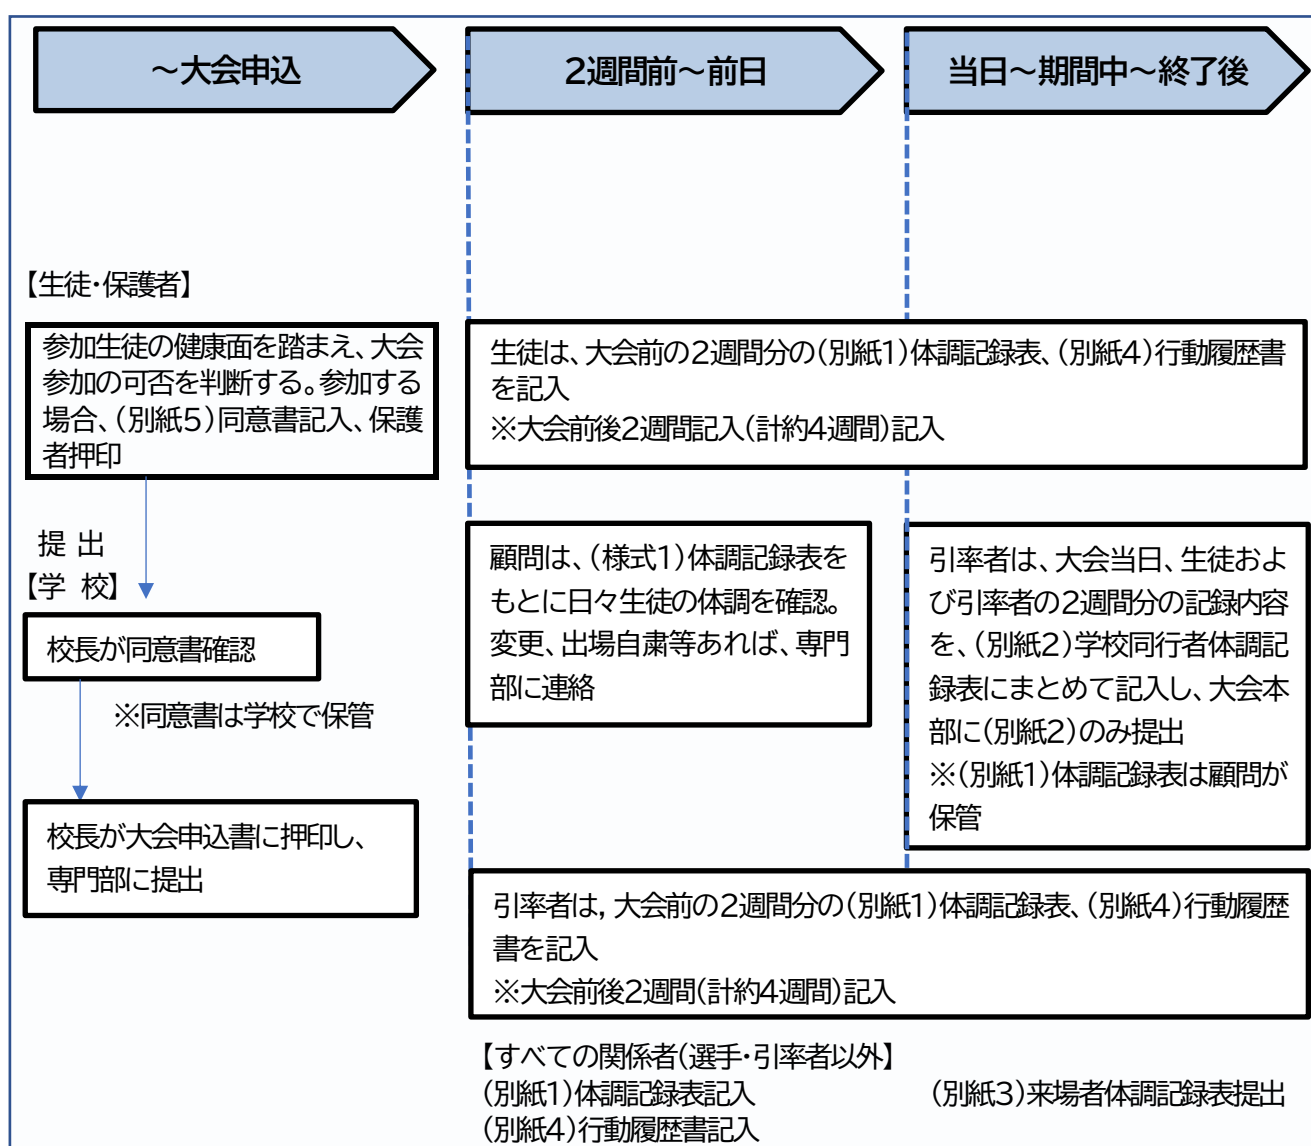 ～大会申込
2週間前～前日
当日～期間中～終了後
【生徒・保護者】
参加生徒の健康面を踏まえ、大会
参加の可否を判断する。参加する
場合、(別紙5)同意書記入、保護
者押印
提 出
【学 校】
校長が同意書確認
※同意書は学校で保管
校長が大会申込書に押印し、
専門部に提出
生徒は、大会前の2週間分の(別紙1)体調記録表、(別紙4)行動履歴書
を記入
※大会前後2週間記入(計約4週間)記入
顧問は、(様式1)体調記録表を
もとに日々生徒の体調を確認。
変更、出場自粛等あれば、専門
部に連絡
引率者は、大会当日、生徒およ
び引率者の2週間分の記録内容
を、(別紙2)学校同行者体調記
録表にまとめて記入し、大会本
部に(別紙2)のみ提出
※(別紙1)体調記録表は顧問が
保管
引率者は, 大会前の2週間分の(別紙1)体調記録表、(別紙4)行動履歴
書を記入
※大会前後2週間(計約4週間)記入
【すべての関係者(選手・引率者以外】
(別紙1)体調記録表記入
(別紙3)来場者体調記録表提出
(別紙4)行動履歴書記入